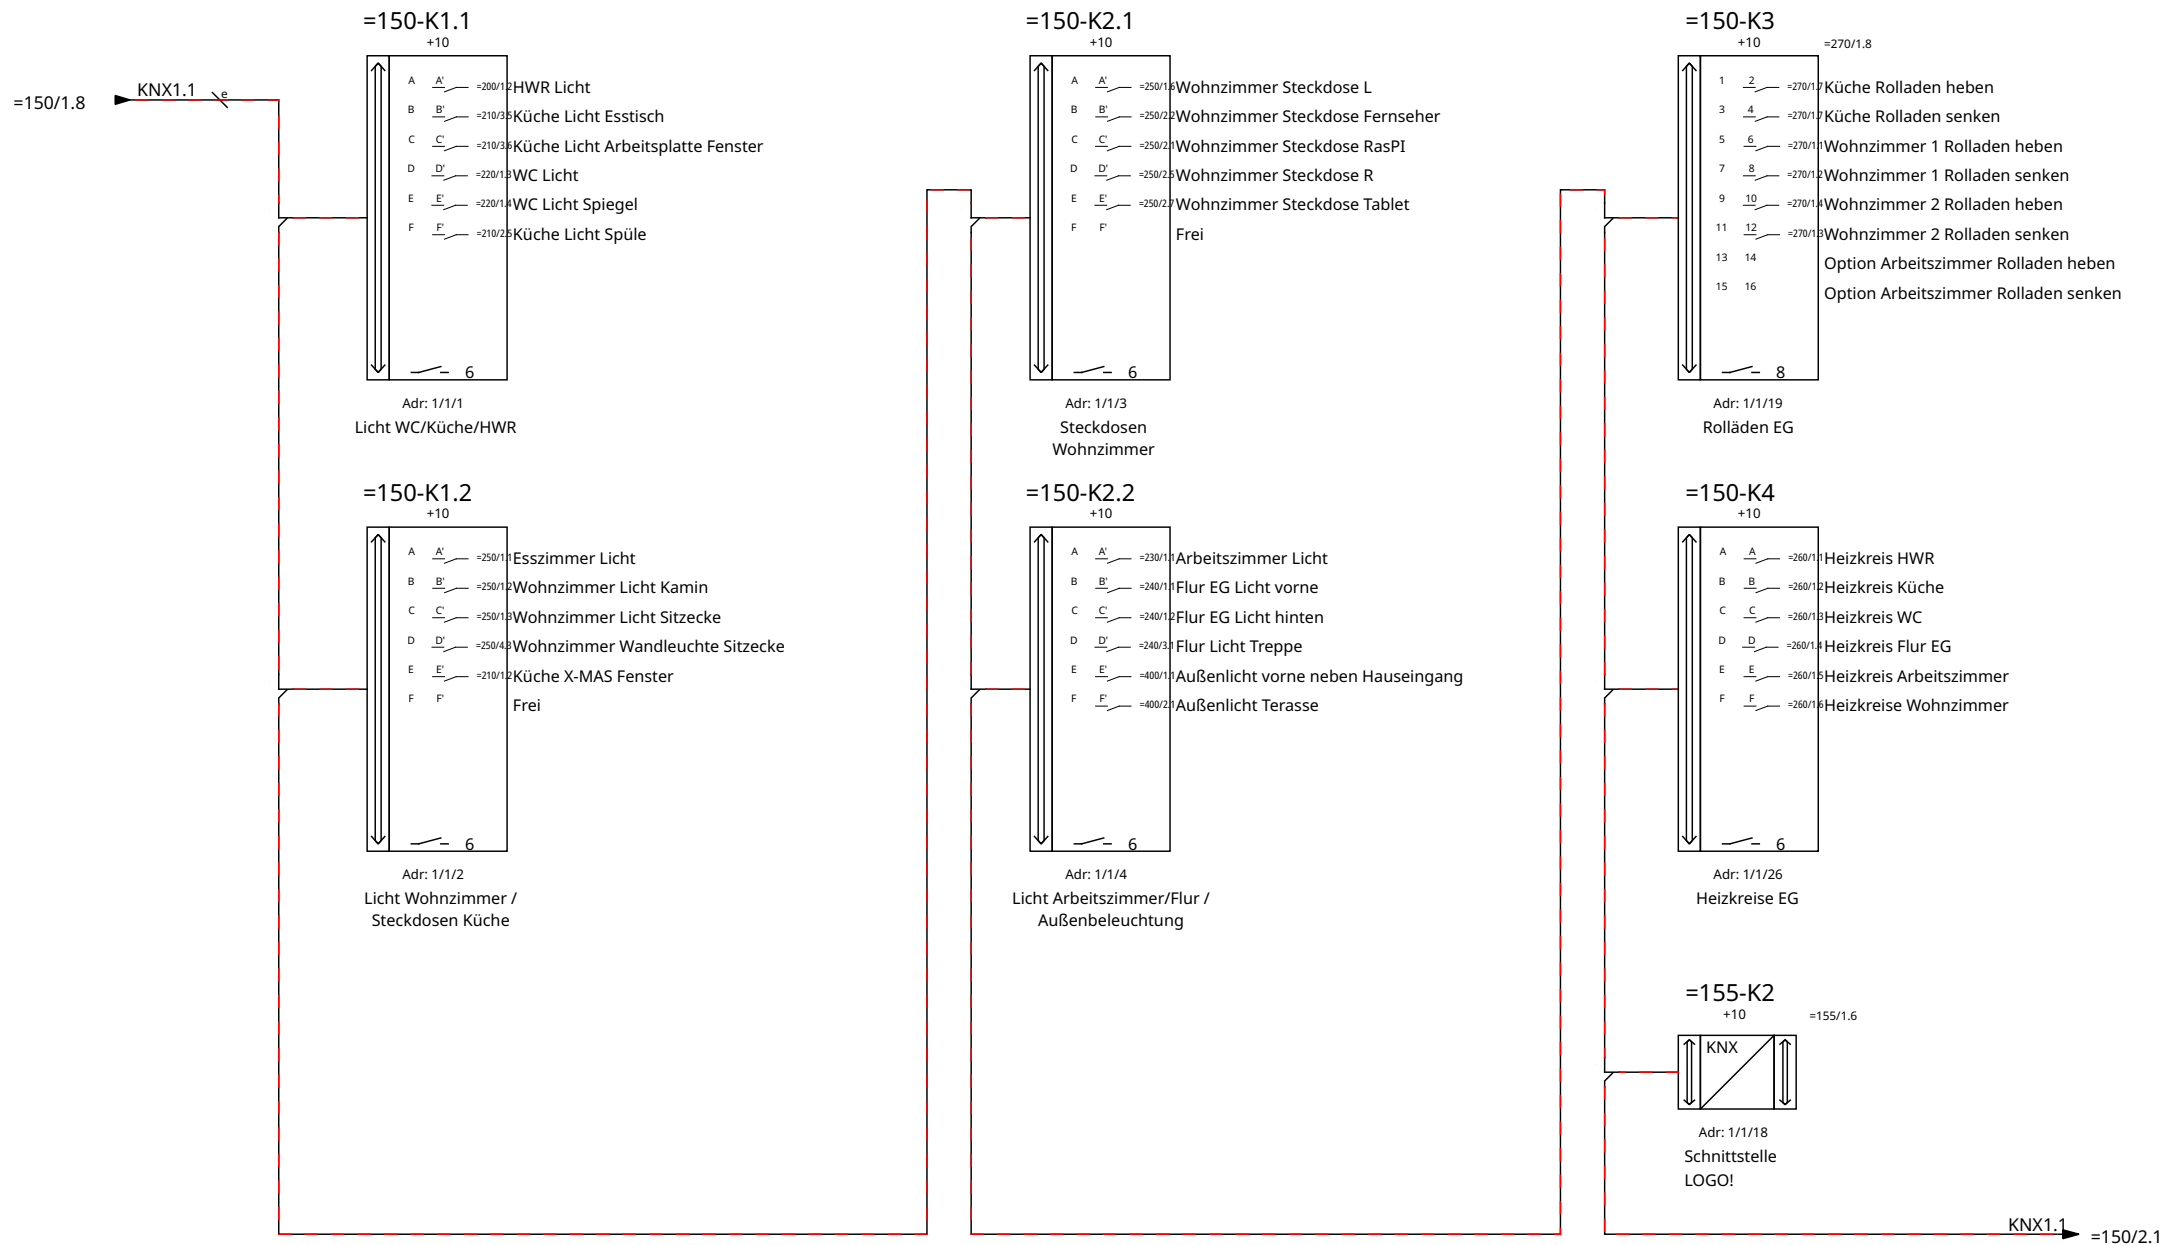 =150/1.8
KNX1.1
e
=150-K1.1
+10
A A' =200/1.2 HWR Licht
B B' =210/3.5 Küche Licht Esstisch
C C' =210/3.6 Küche Licht Arbeitsplatte Fenster
D D' =220/1.3 WC Licht
E E' =220/1.4 WC Licht Spiegel
F F' =210/2.5 Küche Licht Spüle
6
Adr: 1/1/1
Licht WC/Küche/HWR
=150-K1.2
+10
A A' =250/1.1 Esszimmer Licht
B B' =250/1.2 Wohnzimmer Licht Kamin
C C' =250/1.3 Wohnzimmer Licht Sitzecke
D D' =250/4.3 Wohnzimmer Wandleuchte Sitzecke
E E' =210/1.2 Küche X-MAS Fenster
F F' Frei
6
Adr: 1/1/2
Licht Wohnzimmer /
Steckdosen Küche
=150-K2.1
+10
A A' =250/1.6 Wohnzimmer Steckdose L
B B' =250/2.2 Wohnzimmer Steckdose Fernseher
C C' =250/2.1 Wohnzimmer Steckdose RasPI
D D' =250/2.5 Wohnzimmer Steckdose R
E E' =250/2.7 Wohnzimmer Steckdose Tablet
F F' Frei
6
Adr: 1/1/3
Steckdosen
Wohnzimmer
=150-K2.2
+10
A A' =230/1.1 Arbeitszimmer Licht
B B' =240/1.1 Flur EG Licht vorne
C C' =240/1.2 Flur EG Licht hinten
D D' =240/3.1 Flur Licht Treppe
E E' =400/1.1 Außenlicht vorne neben Hauseingang
F F' =400/2.1 Außenlicht Terasse
6
Adr: 1/1/4
Licht Arbeitszimmer/Flur /
Außenbeleuchtung
=150-K3
+10
=270/1.8
1 2 =270/1.7 Küche Rolladen heben
3 4 =270/1.7 Küche Rolladen senken
5 6 =270/1.1 Wohnzimmer 1 Rolladen heben
7 8 =270/1.2 Wohnzimmer 1 Rolladen senken
9 10 =270/1.4 Wohnzimmer 2 Rolladen heben
11 12 =270/1.3 Wohnzimmer 2 Rolladen senken
13 14 Option Arbeitszimmer Rolladen heben
15 16 Option Arbeitszimmer Rolladen senken
8
Adr: 1/1/19
Rolläden EG
=150-K4
+10
A A =260/1.1 Heizkreis HWR
B B =260/1.2 Heizkreis Küche
C C =260/1.3 Heizkreis WC
D D =260/1.4 Heizkreis Flur EG
E E =260/1.5 Heizkreis Arbeitszimmer
F F =260/1.6 Heizkreise Wohnzimmer
6
Adr: 1/1/26
Heizkreise EG
=155-K2
+10
=155/1.6
KNX
Adr: 1/1/18
Schnittstelle
LOGO!
KNX1.1
=150/2.1